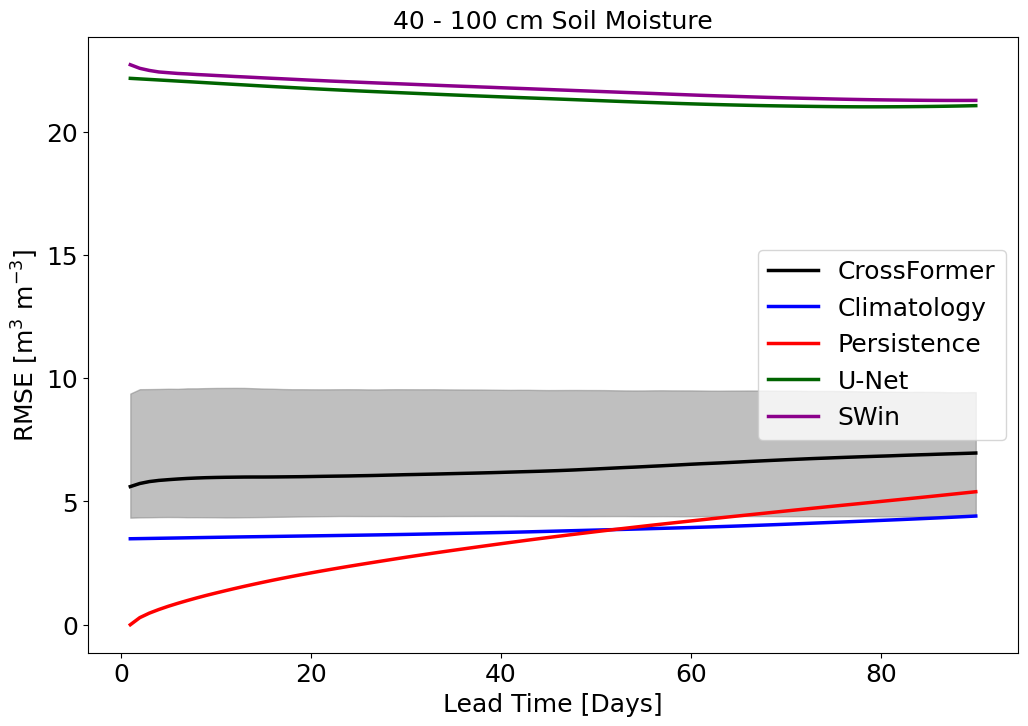 40 - 100 cm Soil Moisture
RMSE [m³ m⁻³]
20
15
10
5
0
CrossFormer
Climatology
Persistence
U-Net
SWin
0 20 40 60 80
Lead Time [Days]